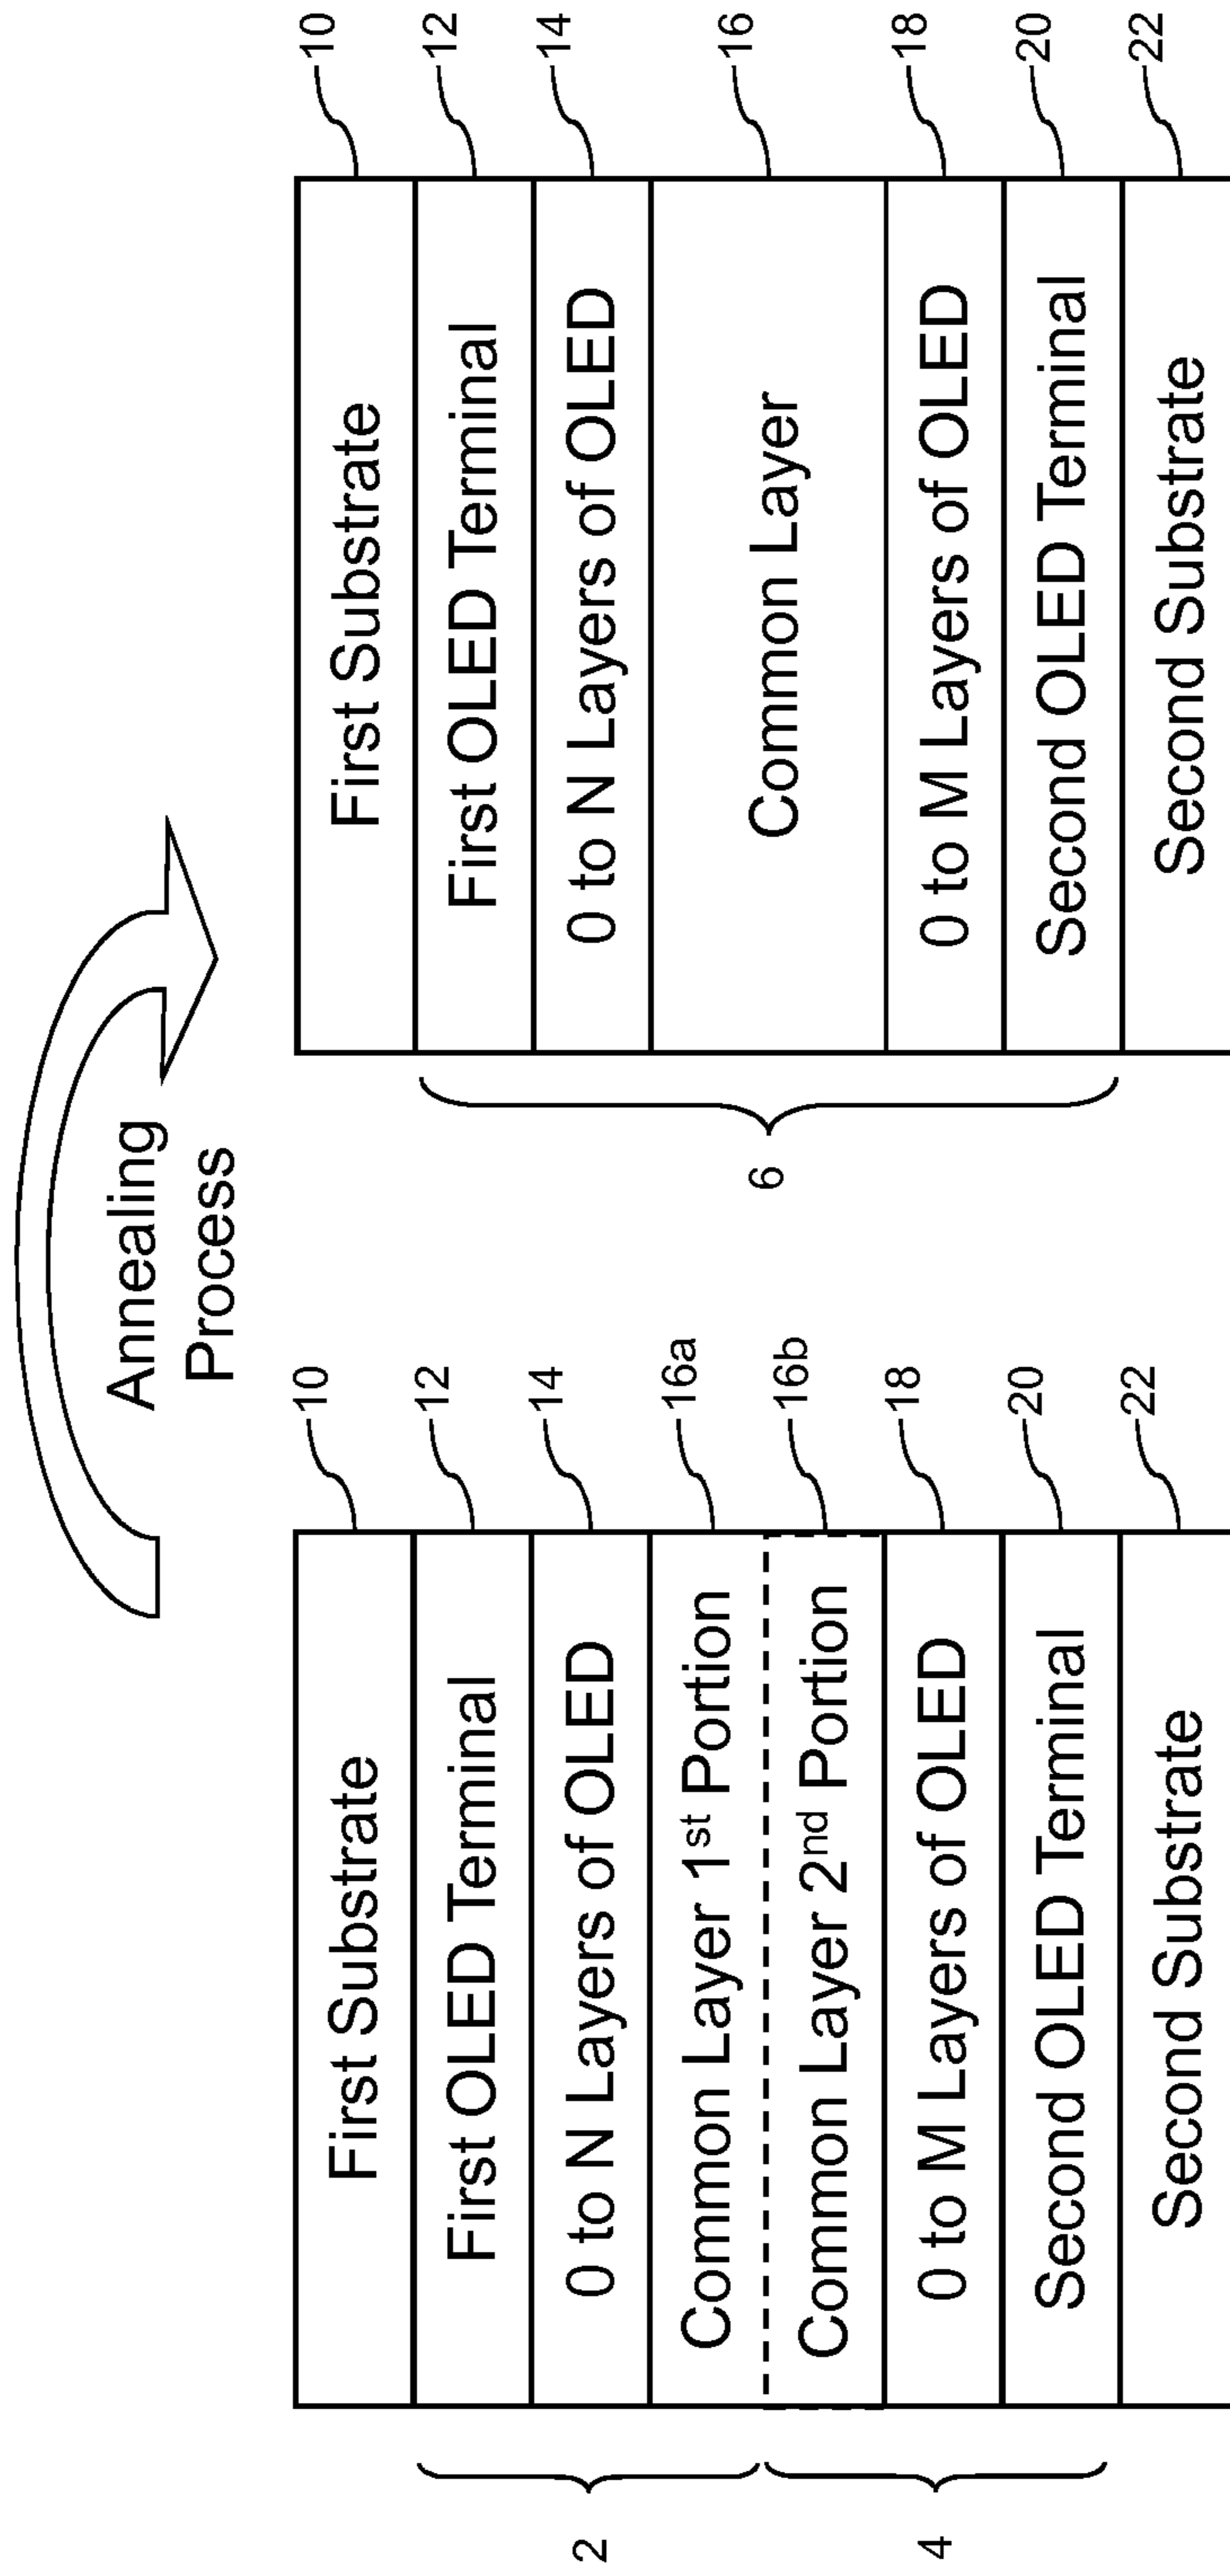 Annealing
Process
First Substrate
10
First OLED Terminal
12
0 to N Layers of OLED
14
Common Layer 1st Portion
16a
Common Layer 2nd Portion
16b
0 to M Layers of OLED
18
Second OLED Terminal
20
Second Substrate
22
2
4
First Substrate
10
First OLED Terminal
12
0 to N Layers of OLED
14
Common Layer
16
0 to M Layers of OLED
18
Second OLED Terminal
20
Second Substrate
22
6